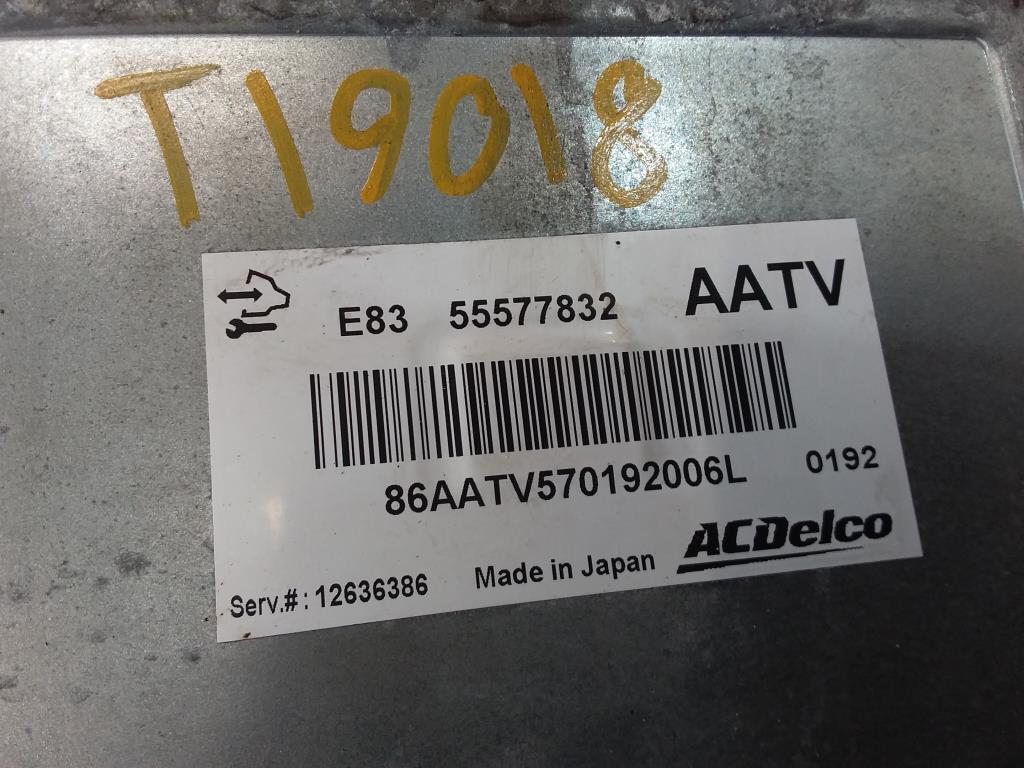 T19018
E83 55577832 AATV
86AATV570192006L 0192
Serv.#: 12636386 Made in Japan ACDelco